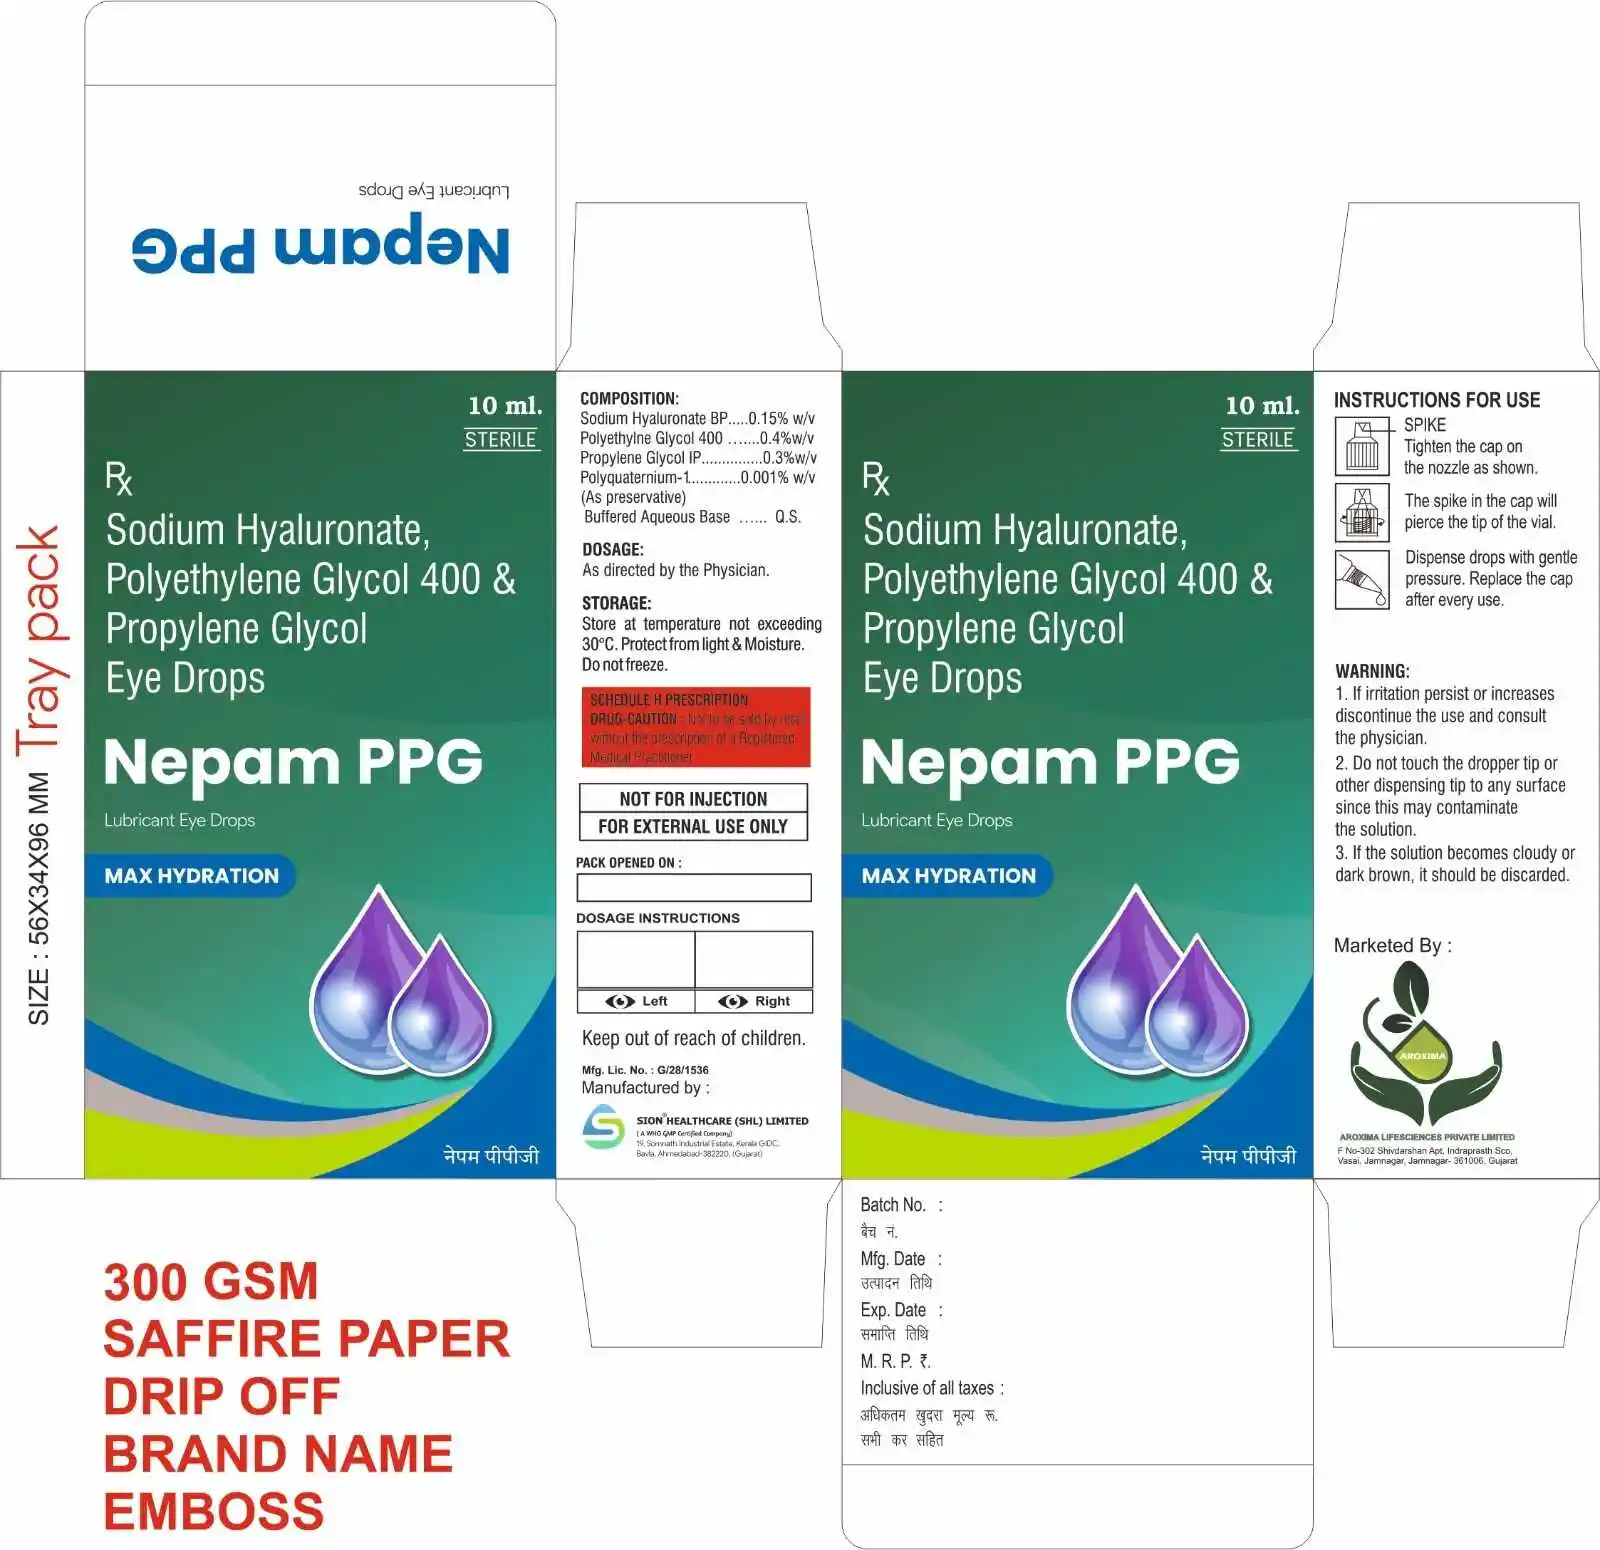 Lubricant Eye Drops
Nepam PPG
SIZE : 56X34X96 MM Tray pack
10 ml.
STERILE
Rx
Sodium Hyaluronate,
Polyethylene Glycol 400 &
Propylene Glycol
Eye Drops
Nepam PPG
Lubricant Eye Drops
MAX HYDRATION
नेपम पीपीजी
COMPOSITION:
Sodium Hyaluronate BP.....0.15% w/v
Polyethylne Glycol 400 .......0.4%w/v
Propylene Glycol IP...............0.3%w/v
Polyquaternium-1.............0.001% w/v
(As preservative)
Buffered Aqueous Base ...... Q.S.
DOSAGE:
As directed by the Physician.
STORAGE:
Store at temperature not exceeding
30°C. Protect from light & Moisture.
Do not freeze.
SCHEDULE H PRESCRIPTION
DRUG-CAUTION : Not to be sold by retail
without the prescription of a Registered
Medical Practitioner
NOT FOR INJECTION
FOR EXTERNAL USE ONLY
PACK OPENED ON :
DOSAGE INSTRUCTIONS
Left Right
Keep out of reach of children.
Mfg. Lic. No. : G/28/1536
Manufactured by :
SION® HEALTHCARE (SHL) LIMITED
( A WHO GMP Certified Company)
19, Somnath Industrial Estate, Kerala GIDC,
Bavla, Ahmedabad-382220. (Gujarat)
10 ml.
STERILE
Rx
Sodium Hyaluronate,
Polyethylene Glycol 400 &
Propylene Glycol
Eye Drops
Nepam PPG
Lubricant Eye Drops
MAX HYDRATION
नेपम पीपीजी
INSTRUCTIONS FOR USE
SPIKE
Tighten the cap on
the nozzle as shown.
The spike in the cap will
pierce the tip of the vial.
Dispense drops with gentle
pressure. Replace the cap
after every use.
WARNING:
1. If irritation persist or increases
discontinue the use and consult
the physician.
2. Do not touch the dropper tip or
other dispensing tip to any surface
since this may contaminate
the solution.
3. If the solution becomes cloudy or
dark brown, it should be discarded.
Marketed By :
AROXIMA
AROXIMA LIFESCIENCES PRIVATE LIMITED
F No-302 Shivdarshan Apt, Indrapraath Sco,
Vasai, Jamnagar, Jamnagar- 361006, Gujarat
Batch No. :
बैच नं.
Mfg. Date :
उत्पादन तिथि
Exp. Date :
समाप्ति तिथि
M. R. P. ₹.
Inclusive of all taxes :
अधिकतम खुदरा मूल्य रू.
सभी कर सहित
300 GSM
SAFFIRE PAPER
DRIP OFF
BRAND NAME
EMBOSS